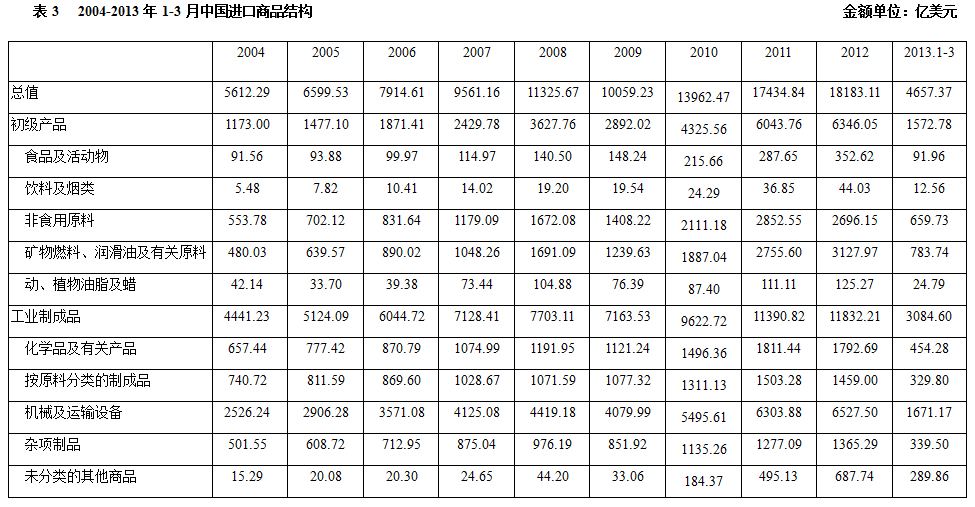 表 3 2004-2013 年 1-3 月中国进口商品结构 金额单位：亿美元
2004 2005 2006 2007 2008 2009 2010 2011 2012 2013.1-3
总值 5612.29 6599.53 7914.61 9561.16 11325.67 10059.23 13962.47 17434.84 18183.11 4657.37
初级产品 1173.00 1477.10 1871.41 2429.78 3627.76 2892.02 4325.56 6043.76 6346.05 1572.78
食品及活动物 91.56 93.88 99.97 114.97 140.50 148.24 215.66 287.65 352.62 91.96
饮料及烟类 5.48 7.82 10.41 14.02 19.20 19.54 24.29 36.85 44.03 12.56
非食用原料 553.78 702.12 831.64 1179.09 1672.08 1408.22 2111.18 2852.55 2696.15 659.73
矿物燃料、润滑油及有关原料 480.03 639.57 890.02 1048.26 1691.09 1239.63 1887.04 2755.60 3127.97 783.74
动、植物油脂及蜡 42.14 33.70 39.38 73.44 104.88 76.39 87.40 111.11 125.27 24.79
工业制成品 4441.23 5124.09 6044.72 7128.41 7703.11 7163.53 9622.72 11390.82 11832.21 3084.60
化学品及有关产品 657.44 777.42 870.79 1074.99 1191.95 1121.24 1496.36 1811.44 1792.69 454.28
按原料分类的制成品 740.72 811.59 869.60 1028.67 1071.59 1077.32 1311.13 1503.28 1459.00 329.80
机械及运输设备 2526.24 2906.28 3571.08 4125.08 4419.18 4079.99 5495.61 6303.88 6527.50 1671.17
杂项制品 501.55 608.72 712.95 875.04 976.19 851.92 1135.26 1277.09 1365.29 339.50
未分类的其他商品 15.29 20.08 20.30 24.65 44.20 33.06 184.37 495.13 687.74 289.86